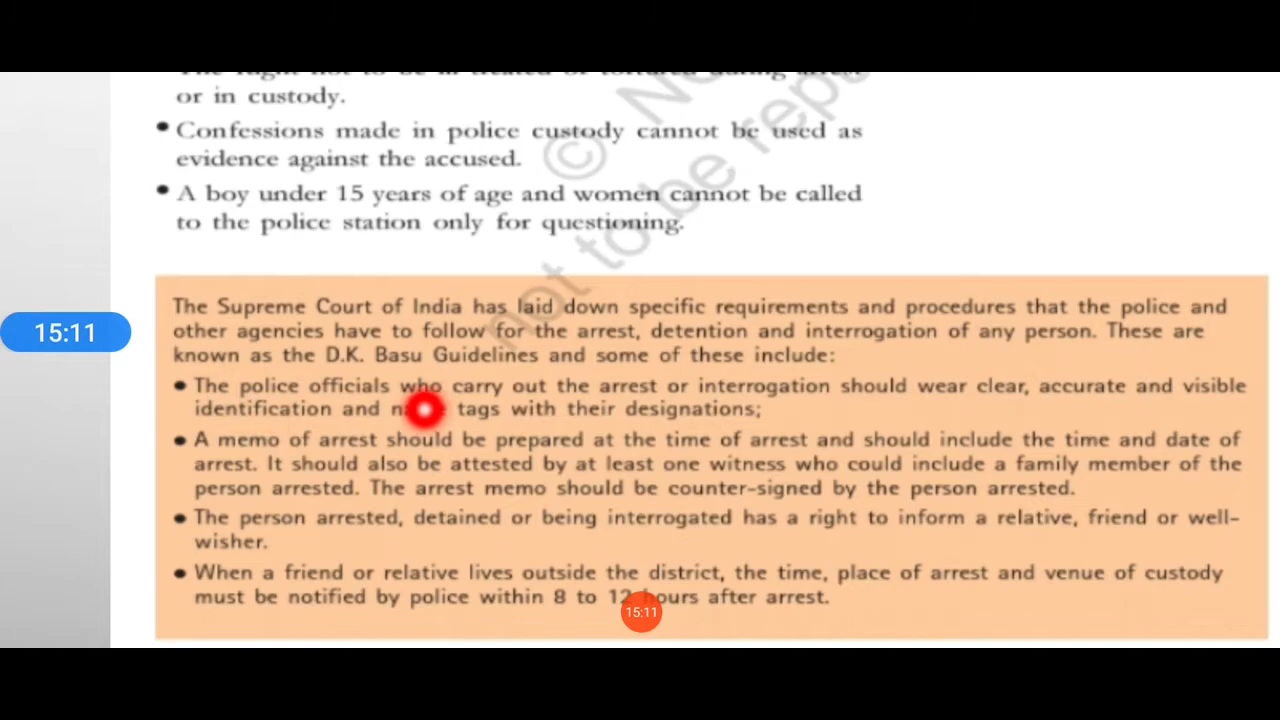 or in custody.
• Confessions made in police custody cannot be used as
evidence against the accused.
• A boy under 15 years of age and women cannot be called
to the police station only for questioning.
The Supreme Court of India has laid down specific requirements and procedures that the police and
other agencies have to follow for the arrest, detention and interrogation of any person. These are
known as the D.K. Basu Guidelines and some of these include:
15:11
• The police officials who carry out the arrest or interrogation should wear clear, accurate and visible
identification and tags with their designations;
• A memo of arrest should be prepared at the time of arrest and should include the time and date of
arrest. It should also be attested by at least one witness who could include a family member of the
person arrested. The arrest memo should be counter-signed by the person arrested.
• The person arrested, detained or being interrogated has a right to inform a relative, friend or well-
wisher.
• When a friend or relative lives outside the district, the time, place of arrest and venue of custody
must be notified by police within 8 to 12 hours after arrest.
15:11
©
not to be